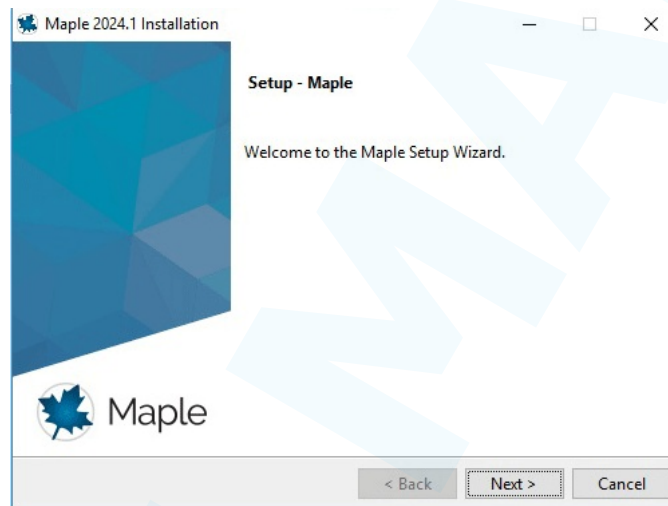 Maple 2024.1 Installation
Setup - Maple
Welcome to the Maple Setup Wizard.
Maple
< Back
Next >
Cancel